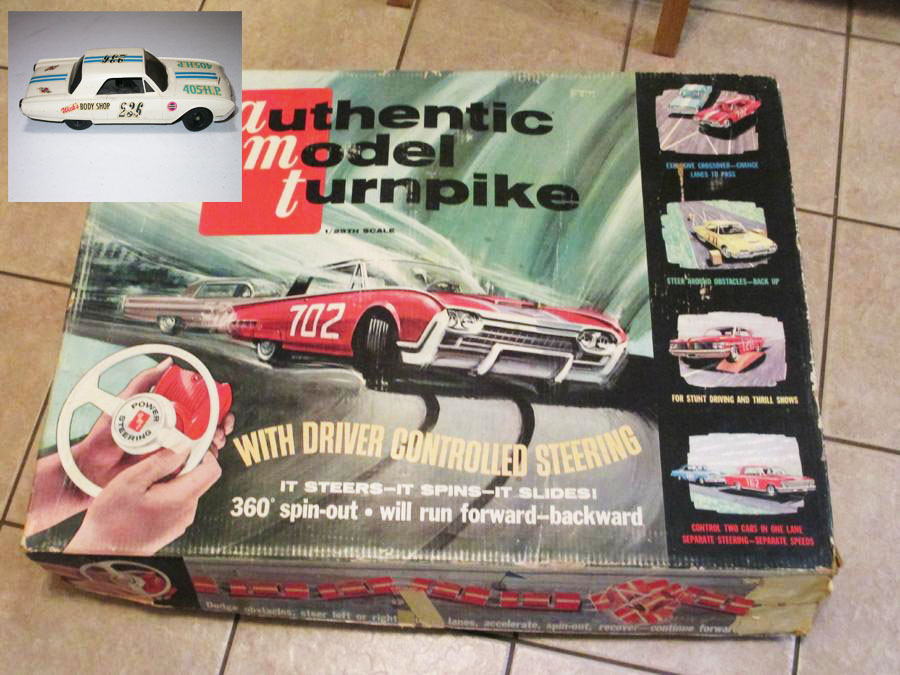 405H.P.
405H.P.
BODY SHOP
authentic
model
turnpike
1/25TH SCALE
702
POWER
STEERING
WITH DRIVER CONTROLLED STEERING
IT STEERS—IT SPINS—IT SLIDES!
360° spin-out • will run forward—backward
EXPLOSIVE CROSSOVER—CHANGE
LANES TO PASS
STEER AROUND OBSTACLES—BACK UP
FOR STUNT DRIVING AND THRILL SHOWS
CONTROL TWO CARS IN ONE LANE
SEPARATE STEERING—SEPARATE SPEEDS
Dodge obstacles, steer left or right
lanes, accelerate, spin-out, recover—continue forward